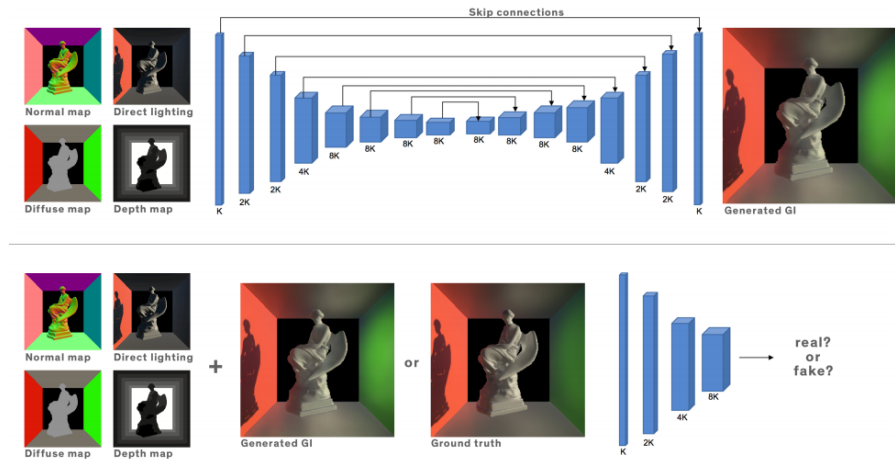 Skip connections
Normal map
Direct lighting
Diffuse map
Depth map
K
2K
2K
4K
8K
8K
8K
8K
8K
8K
8K
8K
4K
2K
2K
K
Generated GI
Normal map
Direct lighting
Diffuse map
Depth map
+
Generated GI
or
Ground truth
K
2K
4K
8K
real?
or
fake?